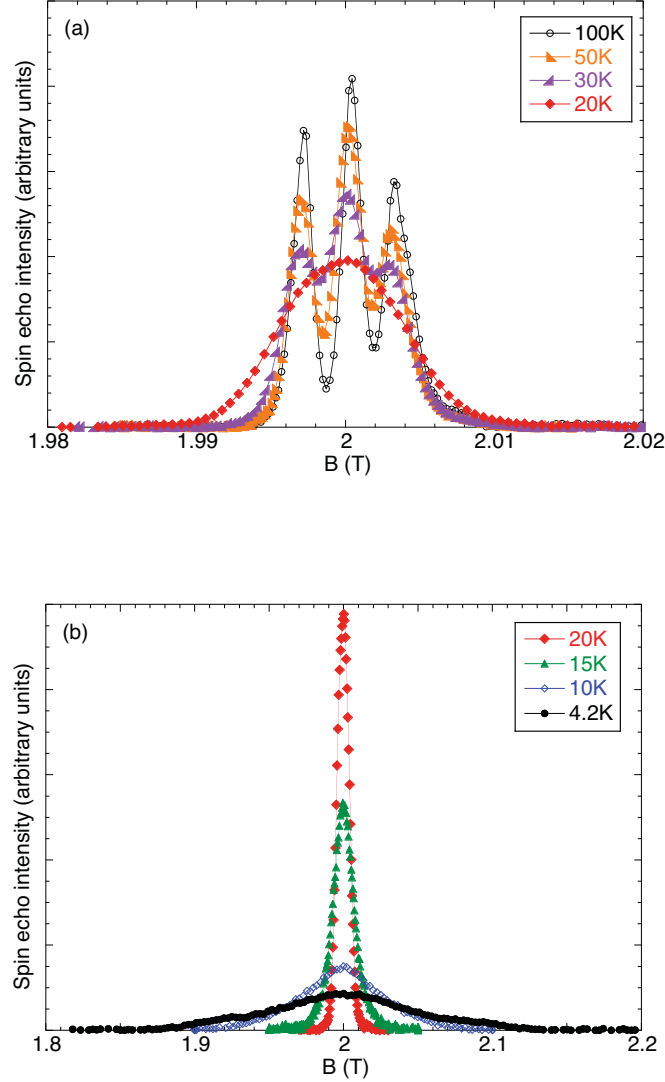 (a)
100K
50K
30K
20K
Spin echo intensity (arbitrary units)
1.98
1.99
2
2.01
2.02
B (T)
(b)
20K
15K
10K
4.2K
Spin echo intensity (arbitrary units)
1.8
1.9
2
2.1
2.2
B (T)